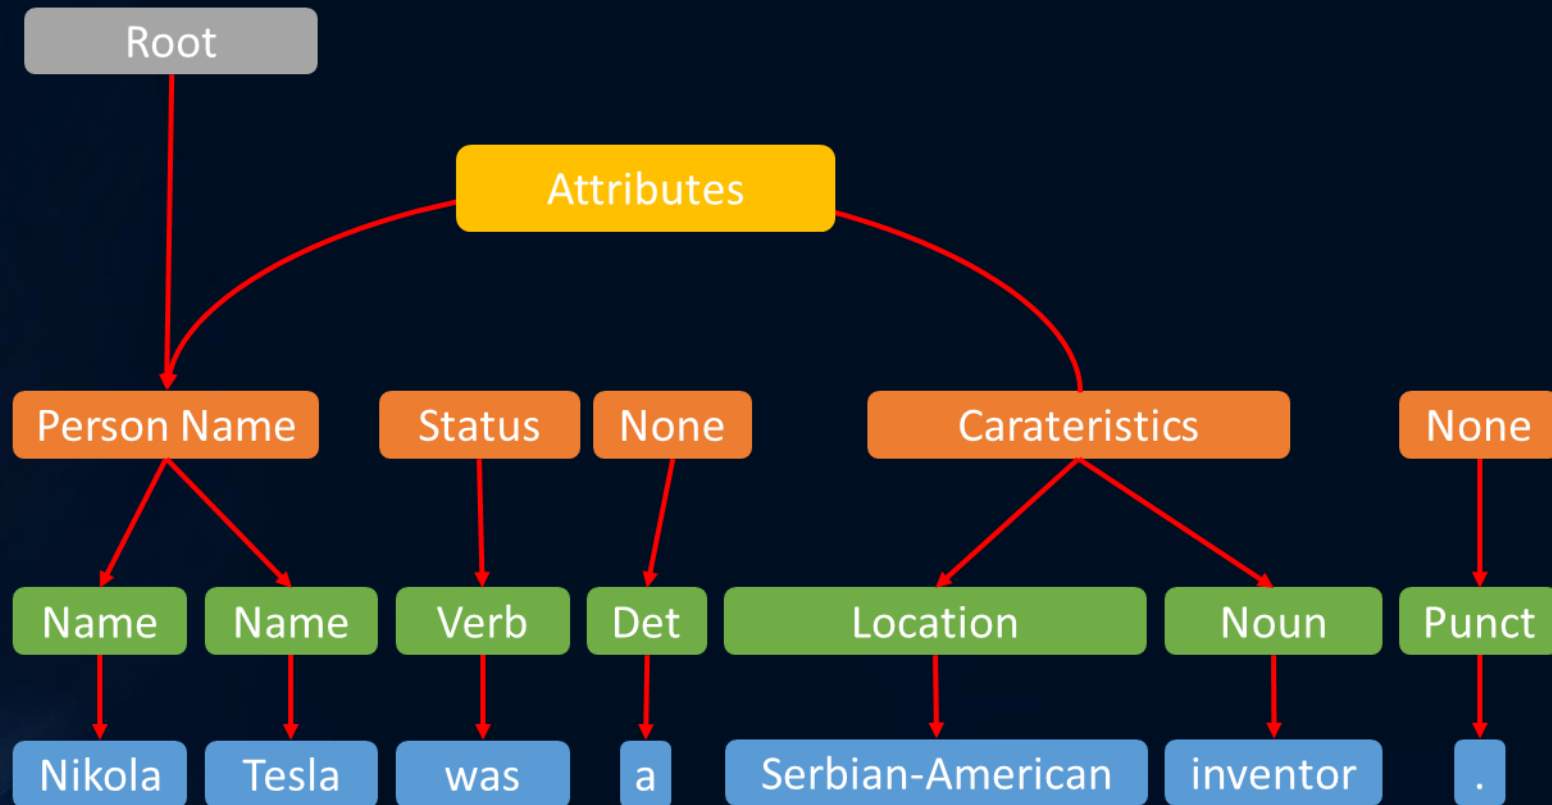 Root
Attributes
Person Name Status None Carateristics None
Name Name Verb Det Location Noun Punct
Nikola Tesla was a Serbian-American inventor .